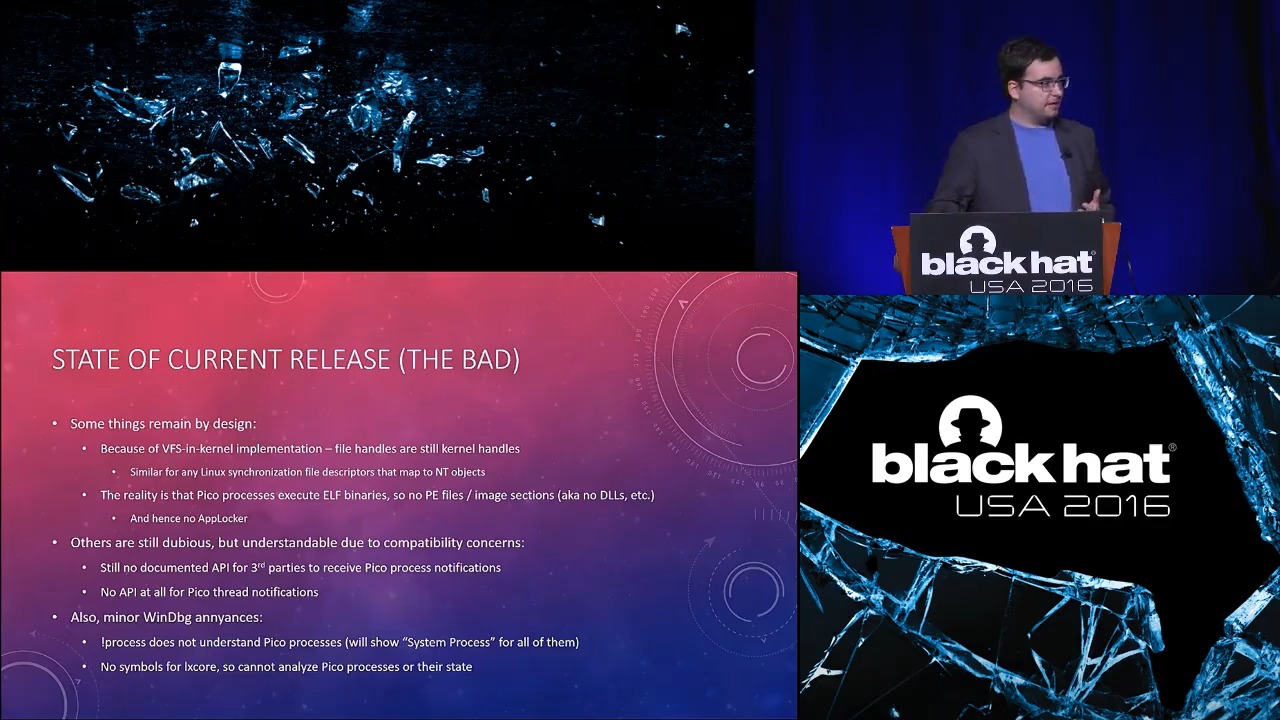 black hat
USA 2016
STATE OF CURRENT RELEASE (THE BAD)
• Some things remain by design:
• Because of VFS-in-kernel implementation – file handles are still kernel handles
• Similar for any Linux synchronization file descriptors that map to NT objects
• The reality is that Pico processes execute ELF binaries, so no PE files / image sections (aka no DLLs, etc.)
• And hence no AppLocker
• Others are still dubious, but understandable due to compatibility concerns:
• Still no documented API for 3rd parties to receive Pico process notifications
• No API at all for Pico thread notifications
• Also, minor WinDbg annyances:
• !process does not understand Pico processes (will show “System Process” for all of them)
• No symbols for lxcore, so cannot analyze Pico processes or their state
black hat®
USA 2016